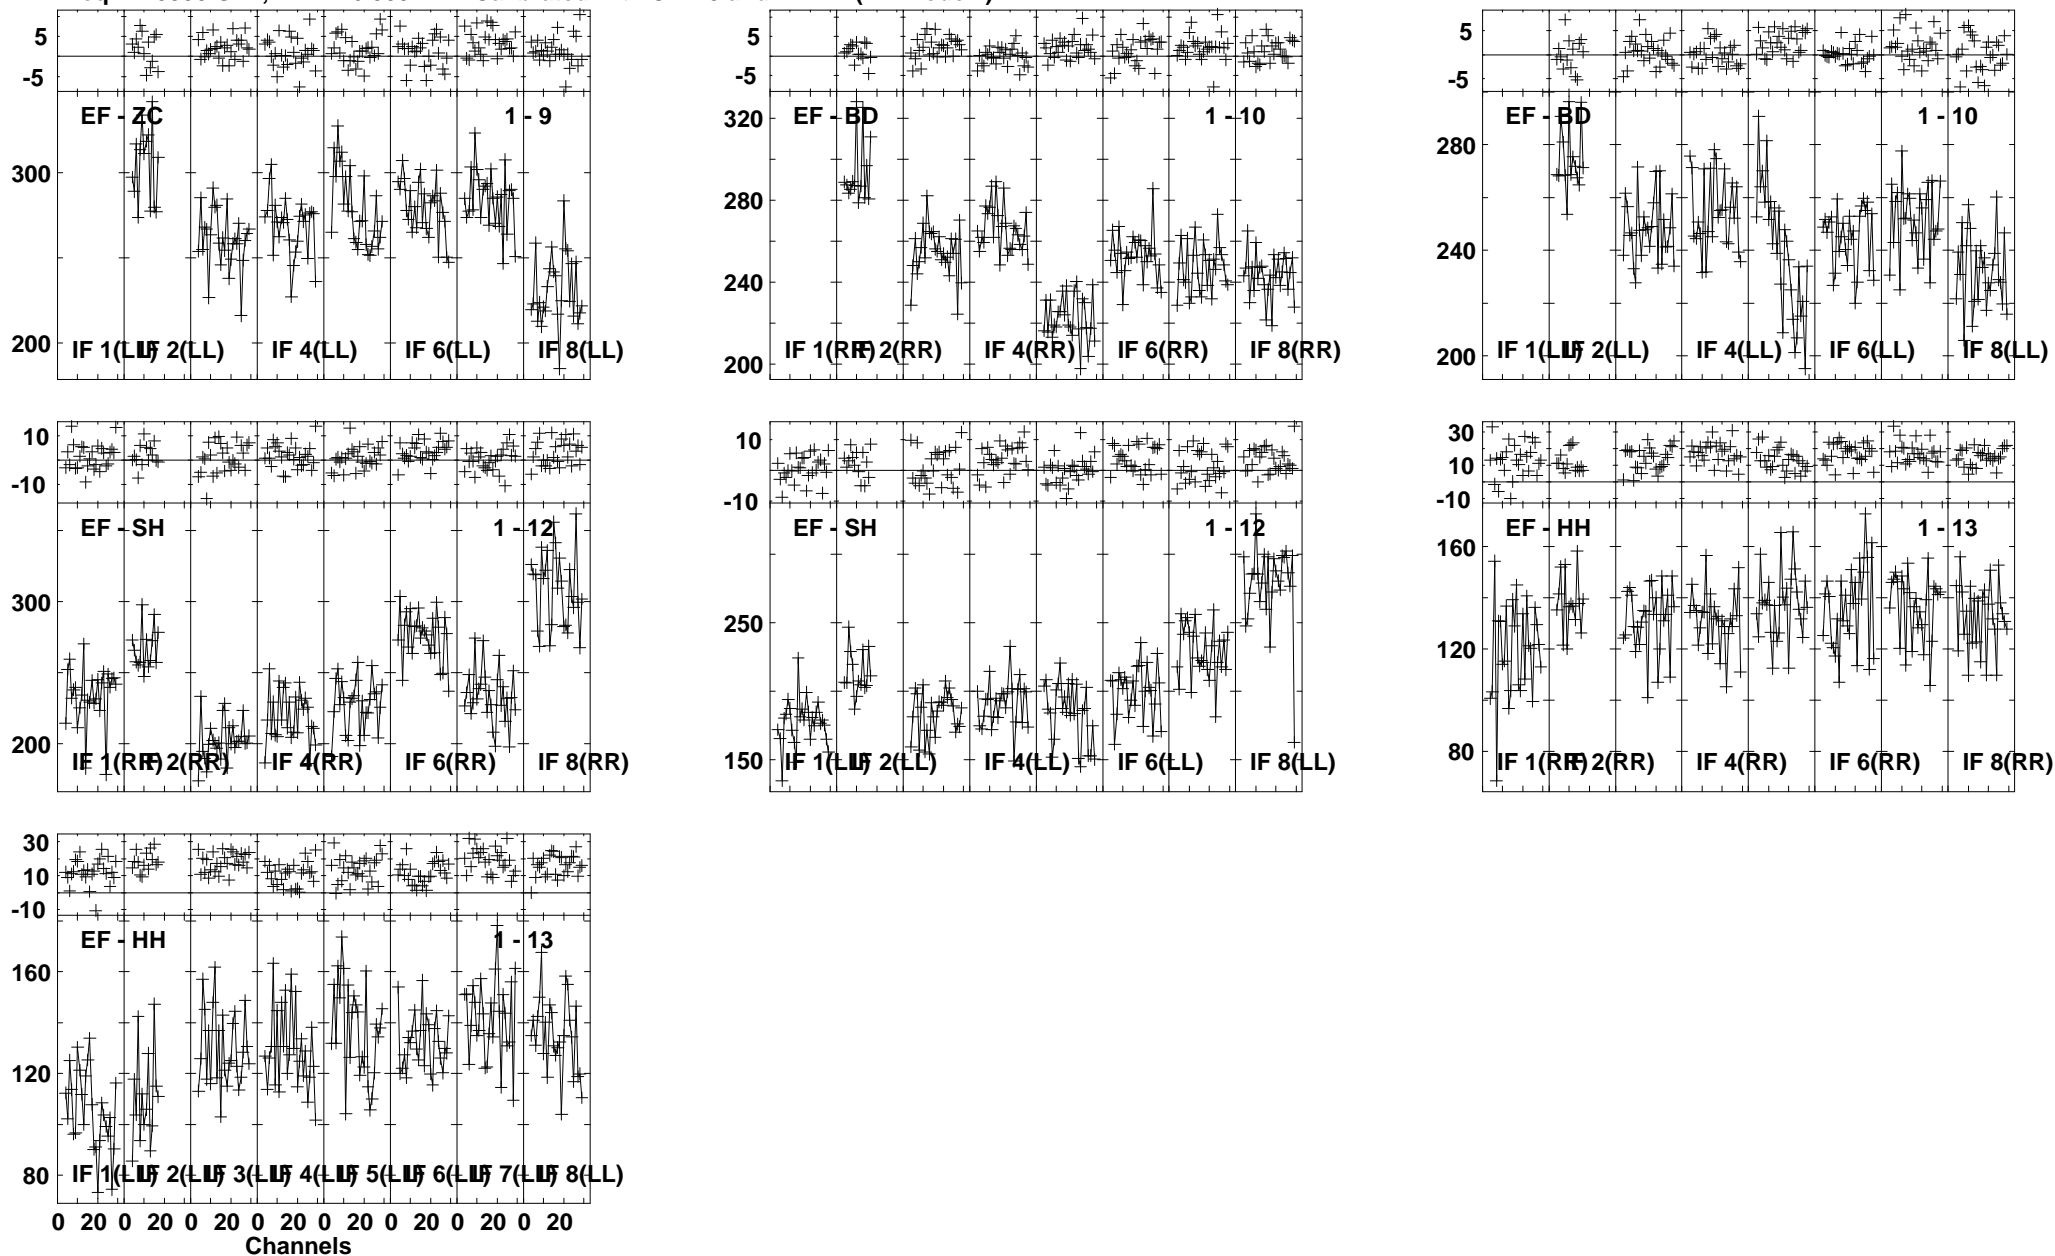 5 5 5
-5 -5 -5
EF - ZC 1 - 9 EF - BD 1 - 10 EF - BD 1 - 10
320
300 280 280
240 240
200 200 200
IF 1(LL) IF 2(LL) IF 4(LL) IF 6(LL) IF 8(LL) IF 1(RR) IF 2(RR) IF 4(RR) IF 6(RR) IF 8(RR) IF 1(LL) IF 2(LL) IF 4(LL) IF 6(LL) IF 8(LL)
10 10 30
10
-10 -10 -10
EF - SH 1 - 12 EF - SH 1 - 12 EF - HH 1 - 13
300 250 160
120
200 150 80
IF 1(RR) IF 2(RR) IF 4(RR) IF 6(RR) IF 8(RR) IF 1(LL) IF 2(LL) IF 4(LL) IF 6(LL) IF 8(LL) IF 1(RR) IF 2(RR) IF 4(RR) IF 6(RR) IF 8(RR)
30
10
-10
EF - HH 1 - 13
160
120
80
IF 1(LL) IF 2(LL) IF 3(LL) IF 4(LL) IF 5(LL) IF 6(LL) IF 7(LL) IF 8(LL)
0 20 0 20 0 20 0 20 0 20 0 20 0 20 0 20
Channels